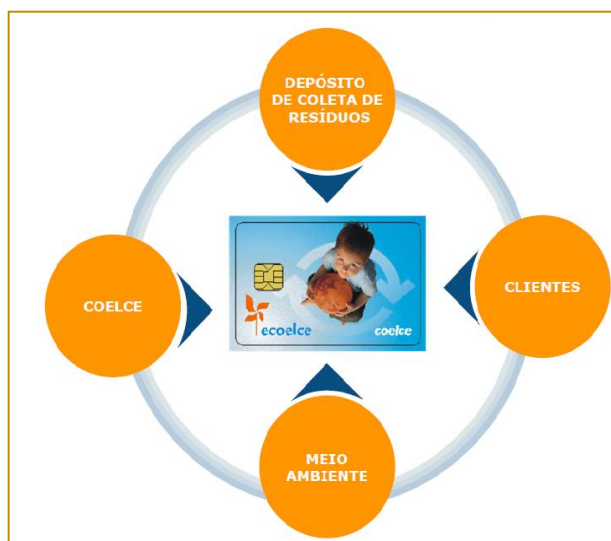 DEPÓSITO
DE COLETA DE
RESÍDUOS
COELCE
CLIENTES
ecoelce
coelce
MEIO
AMBIENTE